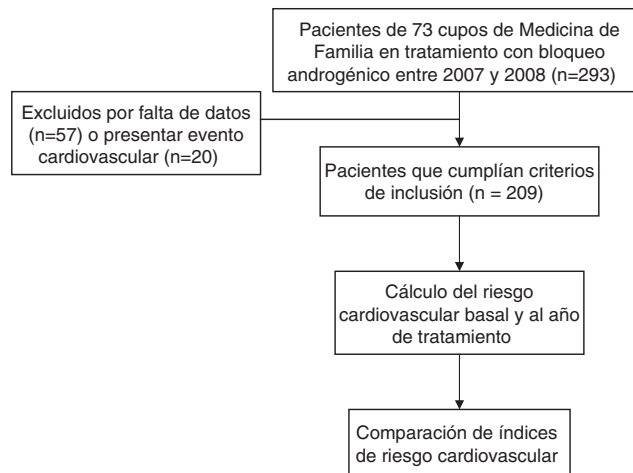 Pacientes de 73 cupos de Medicina de
Familia en tratamiento con bloqueo
androgénico entre 2007 y 2008 (n=293)
Excluidos por falta de datos
(n=57) o presentar evento
cardiovascular (n=20)
Pacientes que cumplían criterios
de inclusión (n = 209)
Cálculo del riesgo
cardiovascular basal y al año
de tratamiento
Comparación de índices
de riesgo cardiovascular